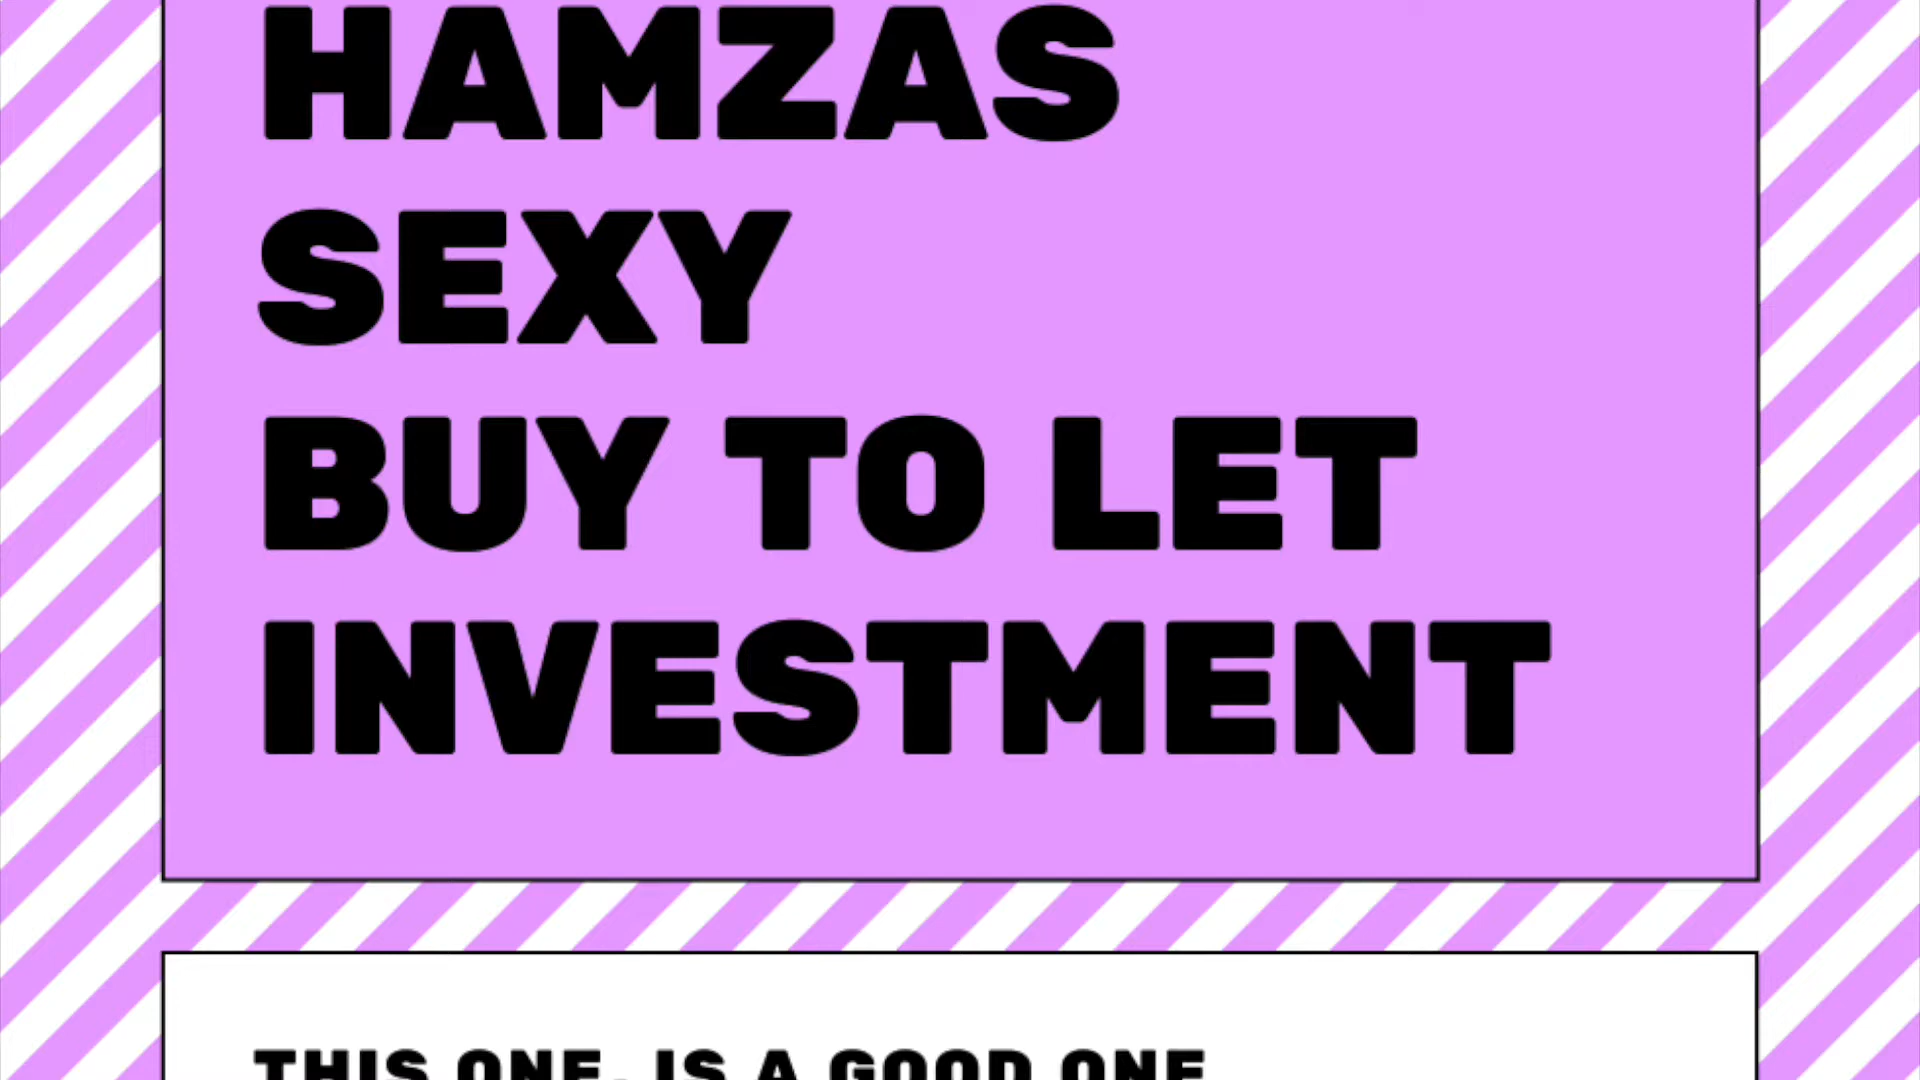 HAMZAS
SEXY
BUY TO LET
INVESTMENT
THIS ONE, IS A GOOD ONE